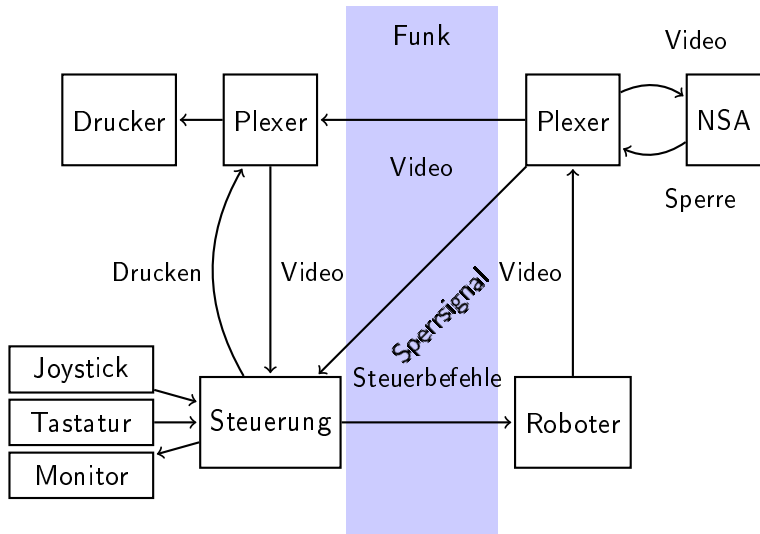 Funk
Video
Drucker
Plexer
Plexer
NSA
Video
Sperre
Drucken
Video
Video
Sperrsignal
Joystick
Steuerbefehle
Tastatur
Steuerung
Roboter
Monitor